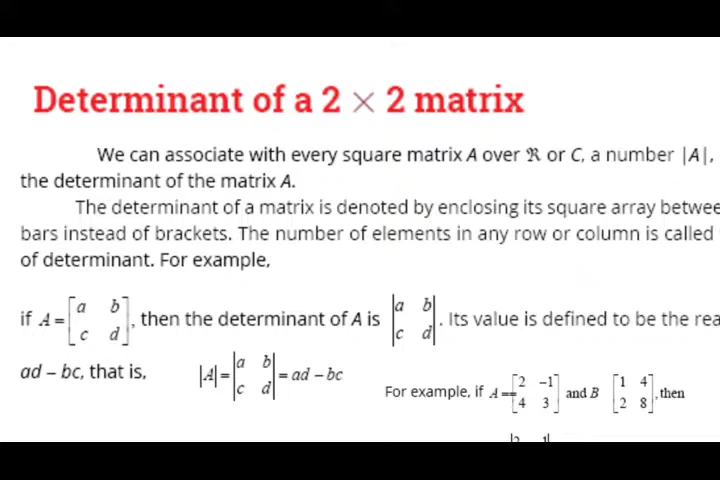 Determinant of a 2 × 2 matrix
We can associate with every square matrix A over ℜ or C, a number |A|,
the determinant of the matrix A.
The determinant of a matrix is denoted by enclosing its square array betwee
bars instead of brackets. The number of elements in any row or column is called
of determinant. For example,
if A = [a b; c d], then the determinant of A is |a b; c d|. Its value is defined to be the rea
ad – bc, that is, |A| = |a b; c d| = ad – bc
For example, if A == [2 –1; 4 3] and B [1 4; 2 8], then